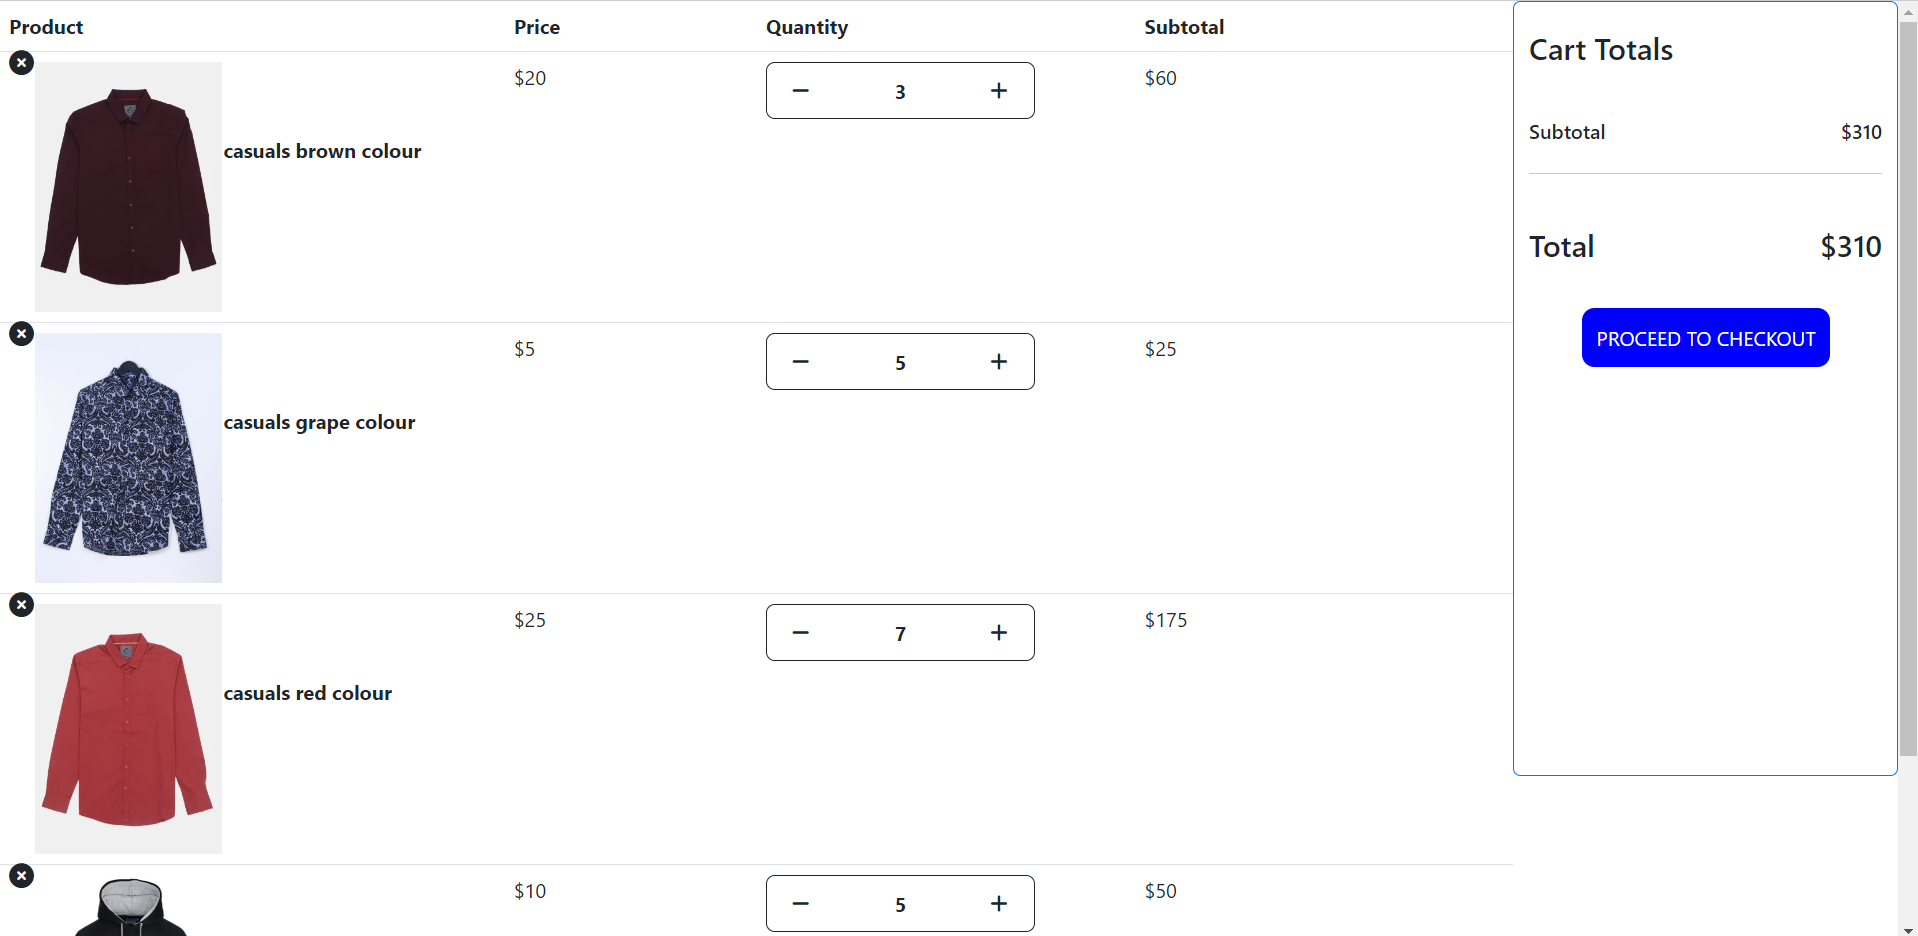 Product Price Quantity Subtotal
$20 3 $60
casuals brown colour
$5 5 $25
casuals grape colour
$25 7 $175
casuals red colour
$10 5 $50
Cart Totals
Subtotal $310
Total $310
PROCEED TO CHECKOUT